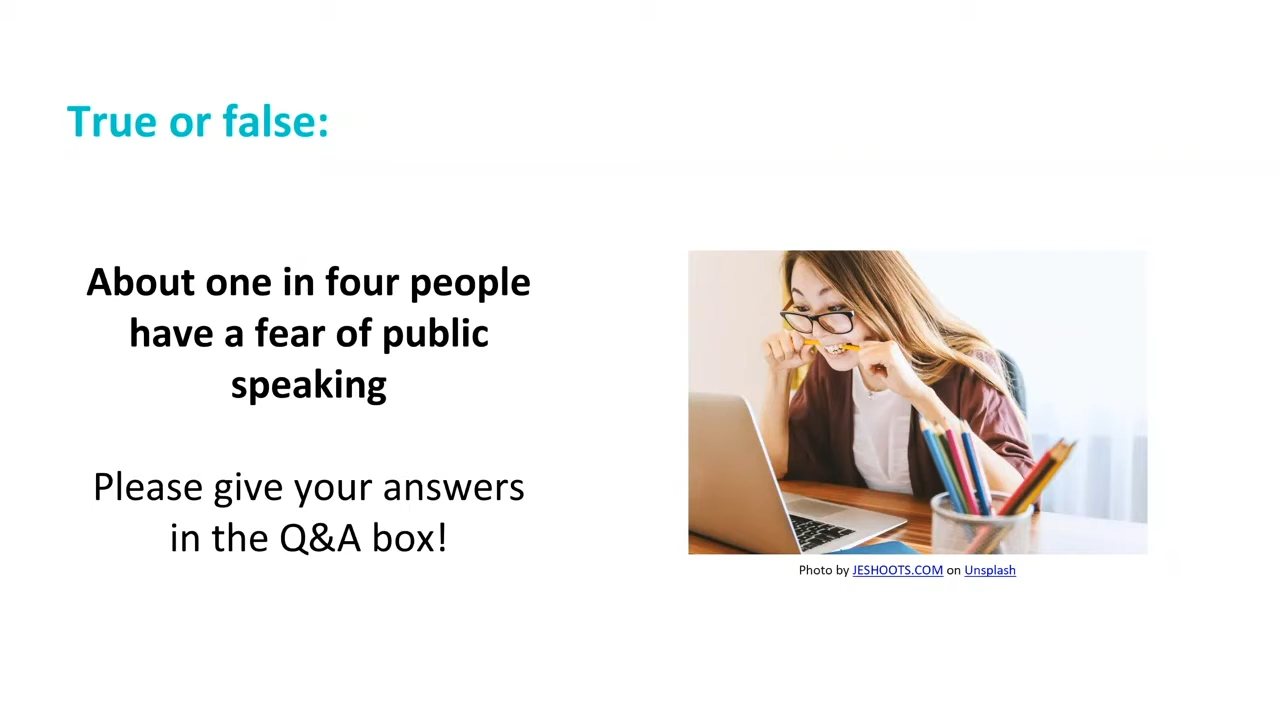 True or false:
About one in four people
have a fear of public
speaking
Please give your answers
in the Q&A box!
Photo by JESHOOTS.COM on Unsplash